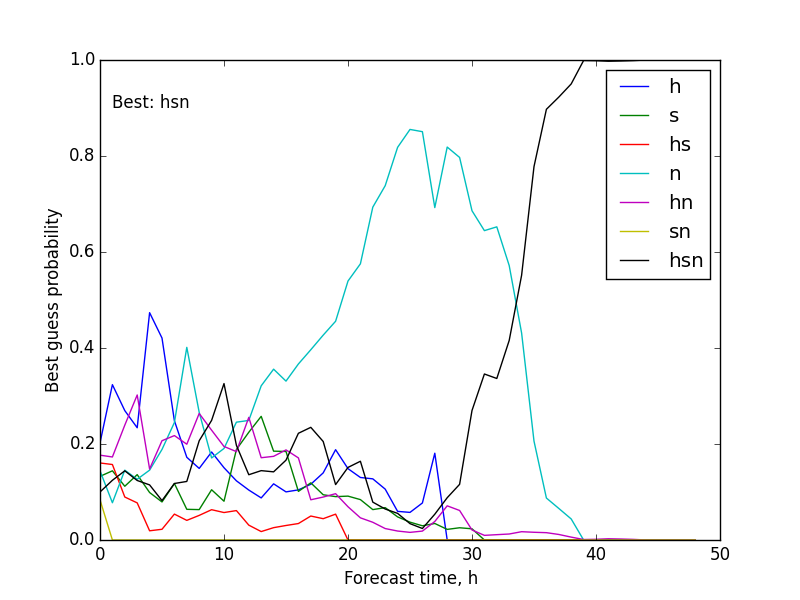 1.0
0.8
0.6
0.4
0.2
0.0
Best guess probability
Best: hsn
h
s
hs
n
hn
sn
hsn
0 10 20 30 40 50
Forecast time, h